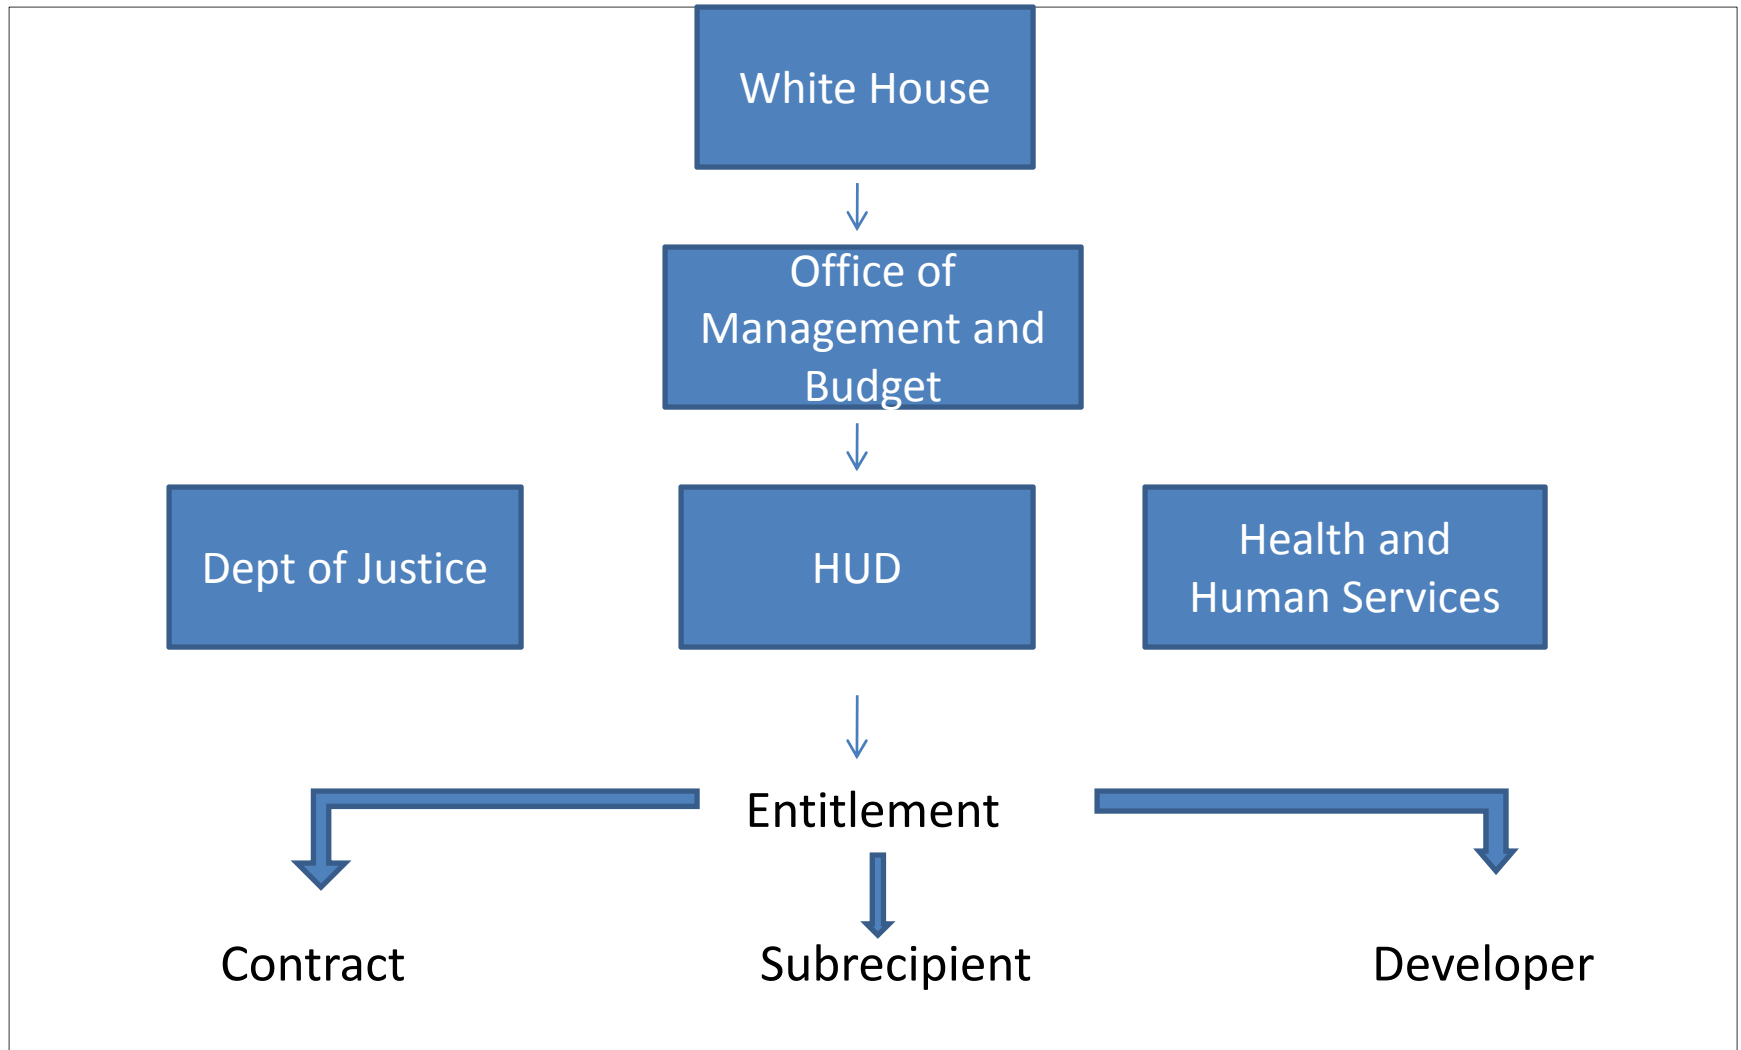 White House
Office of
Management and
Budget
Dept of Justice
HUD
Health and
Human Services
Entitlement
Contract
Subrecipient
Developer